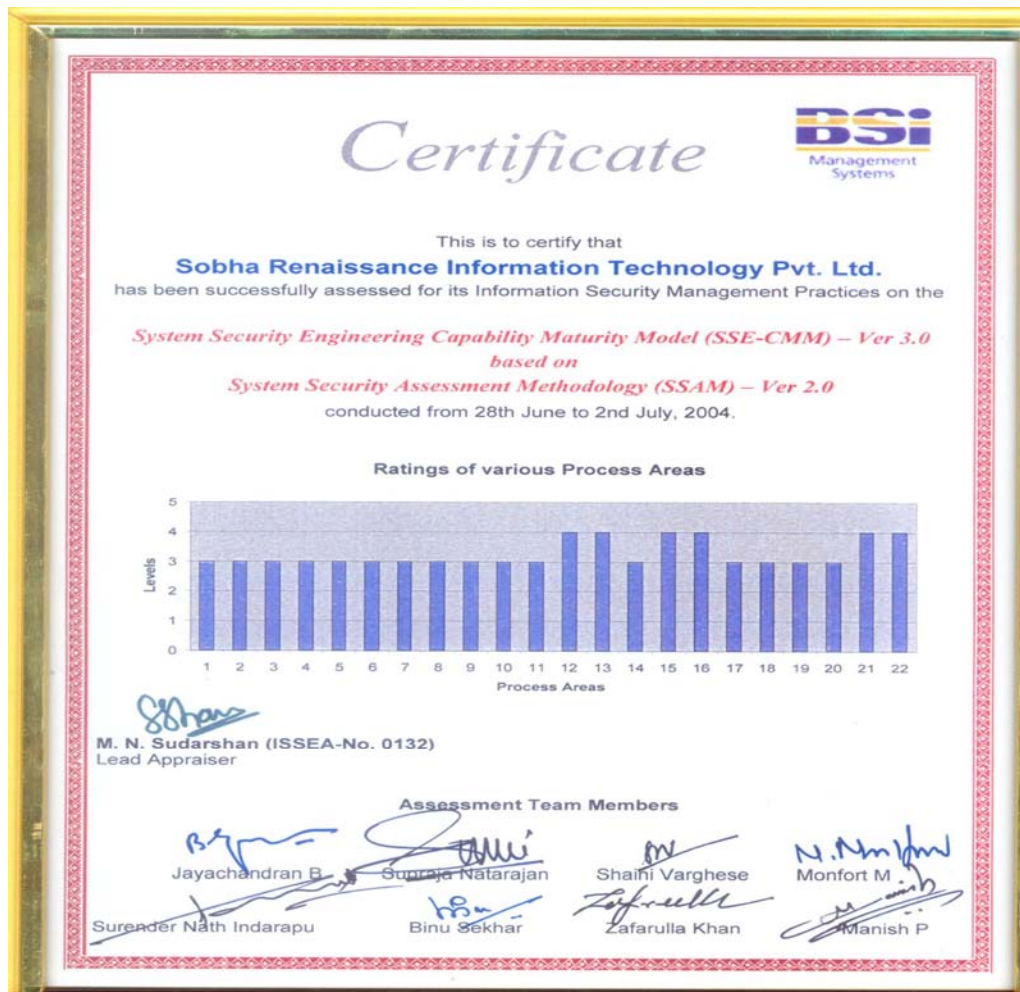 Certificate
BSi
Management
Systems
This is to certify that
Sobha Renaissance Information Technology Pvt. Ltd.
has been successfully assessed for its Information Security Management Practices on the
System Security Engineering Capability Maturity Model (SSE-CMM) – Ver 3.0
based on
System Security Assessment Methodology (SSAM) – Ver 2.0
conducted from 28th June to 2nd July, 2004.
Ratings of various Process Areas
Levels
5
4
3
2
1
0
1 2 3 4 5 6 7 8 9 10 11 12 13 14 15 16 17 18 19 20 21 22
Process Areas
M. N. Sudarshan (ISSEA-No. 0132)
Lead Appraiser
Assessment Team Members
Jayachandran B Supraja Natarajan Shaini Varghese Monfort M
Surender Nath Indarapu Binu Sekhar Zafarulla Khan Manish P